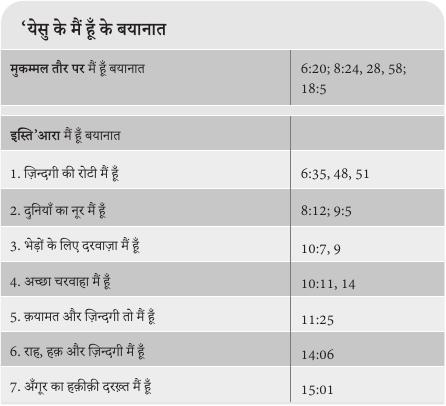 ‘येसु के मैं हूँ के बयानात
मुकम्मल तौर पर मैं हूँ बयानात 6:20; 8:24, 28, 58;
18:5
इस्ति’आरा मैं हूँ बयानात
1. ज़िन्दगी की रोटी मैं हूँ 6:35, 48, 51
2. दुनियाँ का नूर मैं हूँ 8:12; 9:5
3. भेड़ों के लिए दरवाज़ा मैं हूँ 10:7, 9
4. अच्छा चरवाहा मैं हूँ 10:11, 14
5. क़यामत और ज़िन्दगी तो मैं हूँ 11:25
6. राह, हक़ और ज़िन्दगी मैं हूँ 14:06
7. अँगूर का हक़ीक़ी दरख़्त मैं हूँ 15:01